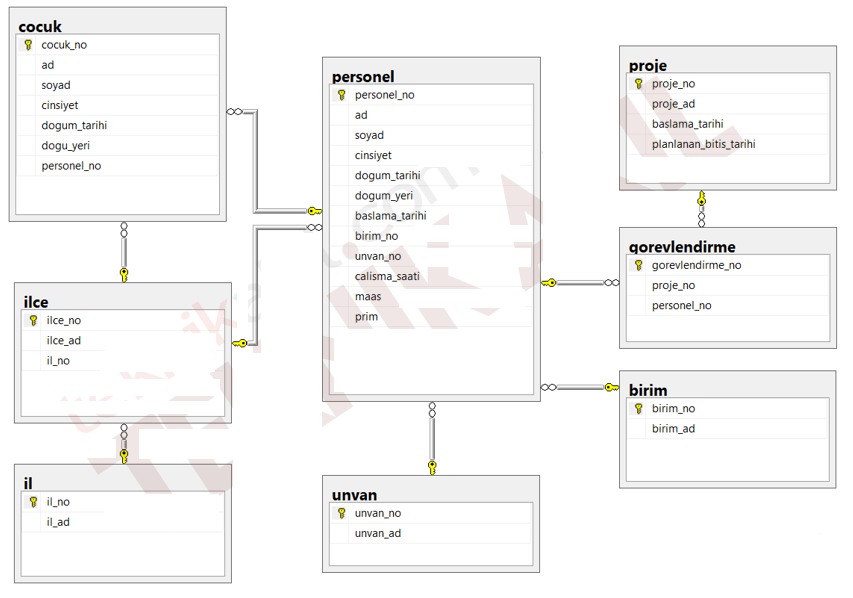 cocuk
cocuk_no
ad
soyad
cinsiyet
dogum_tarihi
dogu_yeri
personel_no
personel
personel_no
ad
soyad
cinsiyet
dogum_tarihi
dogum_yeri
baslama_tarihi
birim_no
unvan_no
calisma_saati
maas
prim
proje
proje_no
proje_ad
baslama_tarihi
planlanan_bitis_tarihi
gorevlendirme
gorevlendirme_no
proje_no
personel_no
ilce
ilce_no
ilce_ad
il_no
birim
birim_no
birim_ad
il
il_no
il_ad
unvan
unvan_no
unvan_ad